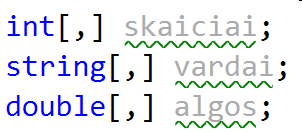 int[,] skaiciai;
string[,] vardai;
double[,] algos;